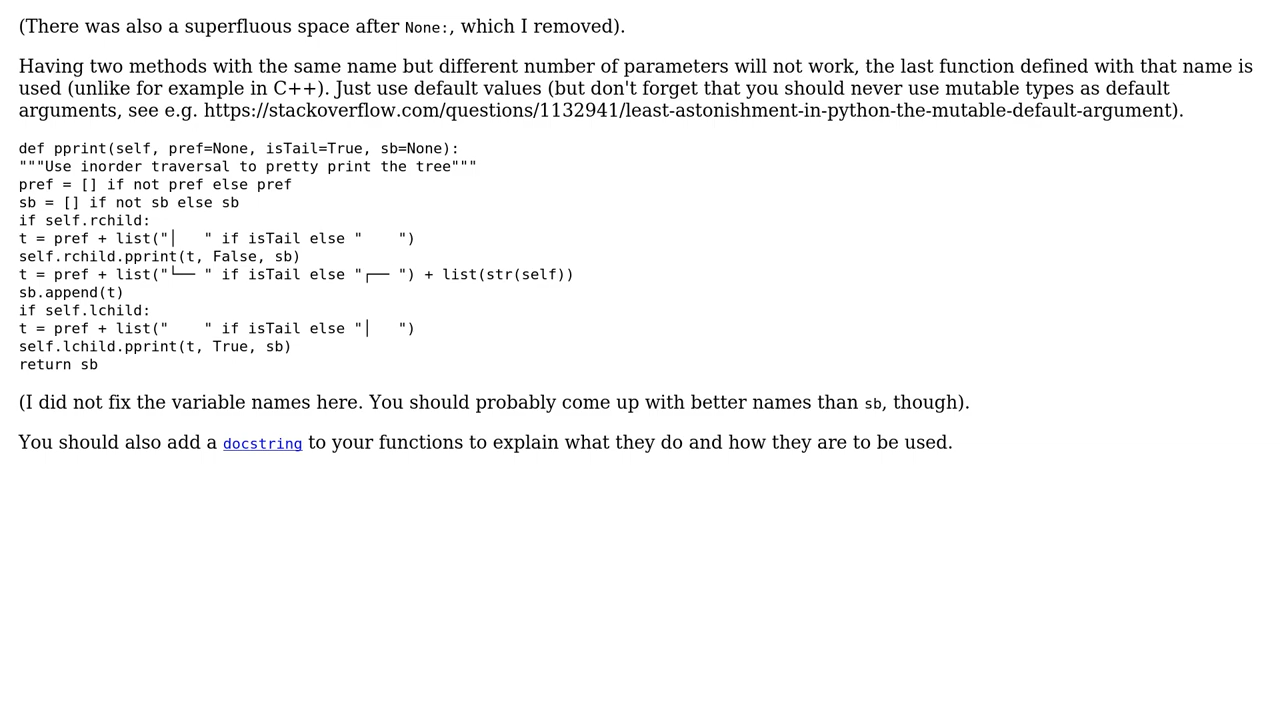 (There was also a superfluous space after None:, which I removed).
Having two methods with the same name but different number of parameters will not work, the last function defined with that name is
used (unlike for example in C++). Just use default values (but don't forget that you should never use mutable types as default
arguments, see e.g. https://stackoverflow.com/questions/1132941/least-astonishment-in-python-the-mutable-default-argument).
def pprint(self, pref=None, isTail=True, sb=None):
"""Use inorder traversal to pretty print the tree"""
pref = [] if not pref else pref
sb = [] if not sb else sb
if self.rchild:
t = pref + list("│   " if isTail else "    ")
self.rchild.pprint(t, False, sb)
t = pref + list("└── " if isTail else "┌── ") + list(str(self))
sb.append(t)
if self.lchild:
t = pref + list("    " if isTail else "│   ")
self.lchild.pprint(t, True, sb)
return sb
(I did not fix the variable names here. You should probably come up with better names than sb, though).
You should also add a docstring to your functions to explain what they do and how they are to be used.